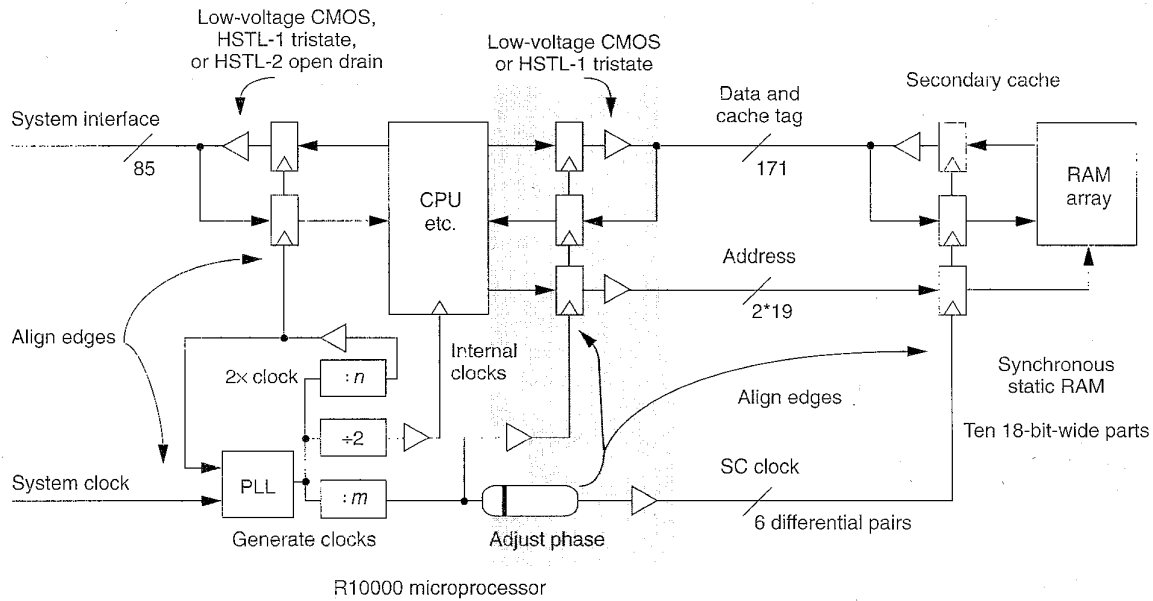 Low-voltage CMOS,
HSTL-1 tristate,
or HSTL-2 open drain
Low-voltage CMOS
or HSTL-1 tristate
System interface
85
CPU
etc.
Data and
cache tag
171
Secondary cache
RAM
array
Address
2*19
Align edges
2× clock
: n
Internal
clocks
÷2
Align edges
Synchronous
static RAM
Ten 18-bit-wide parts
System clock
PLL
: m
SC clock
6 differential pairs
Generate clocks
Adjust phase
R10000 microprocessor